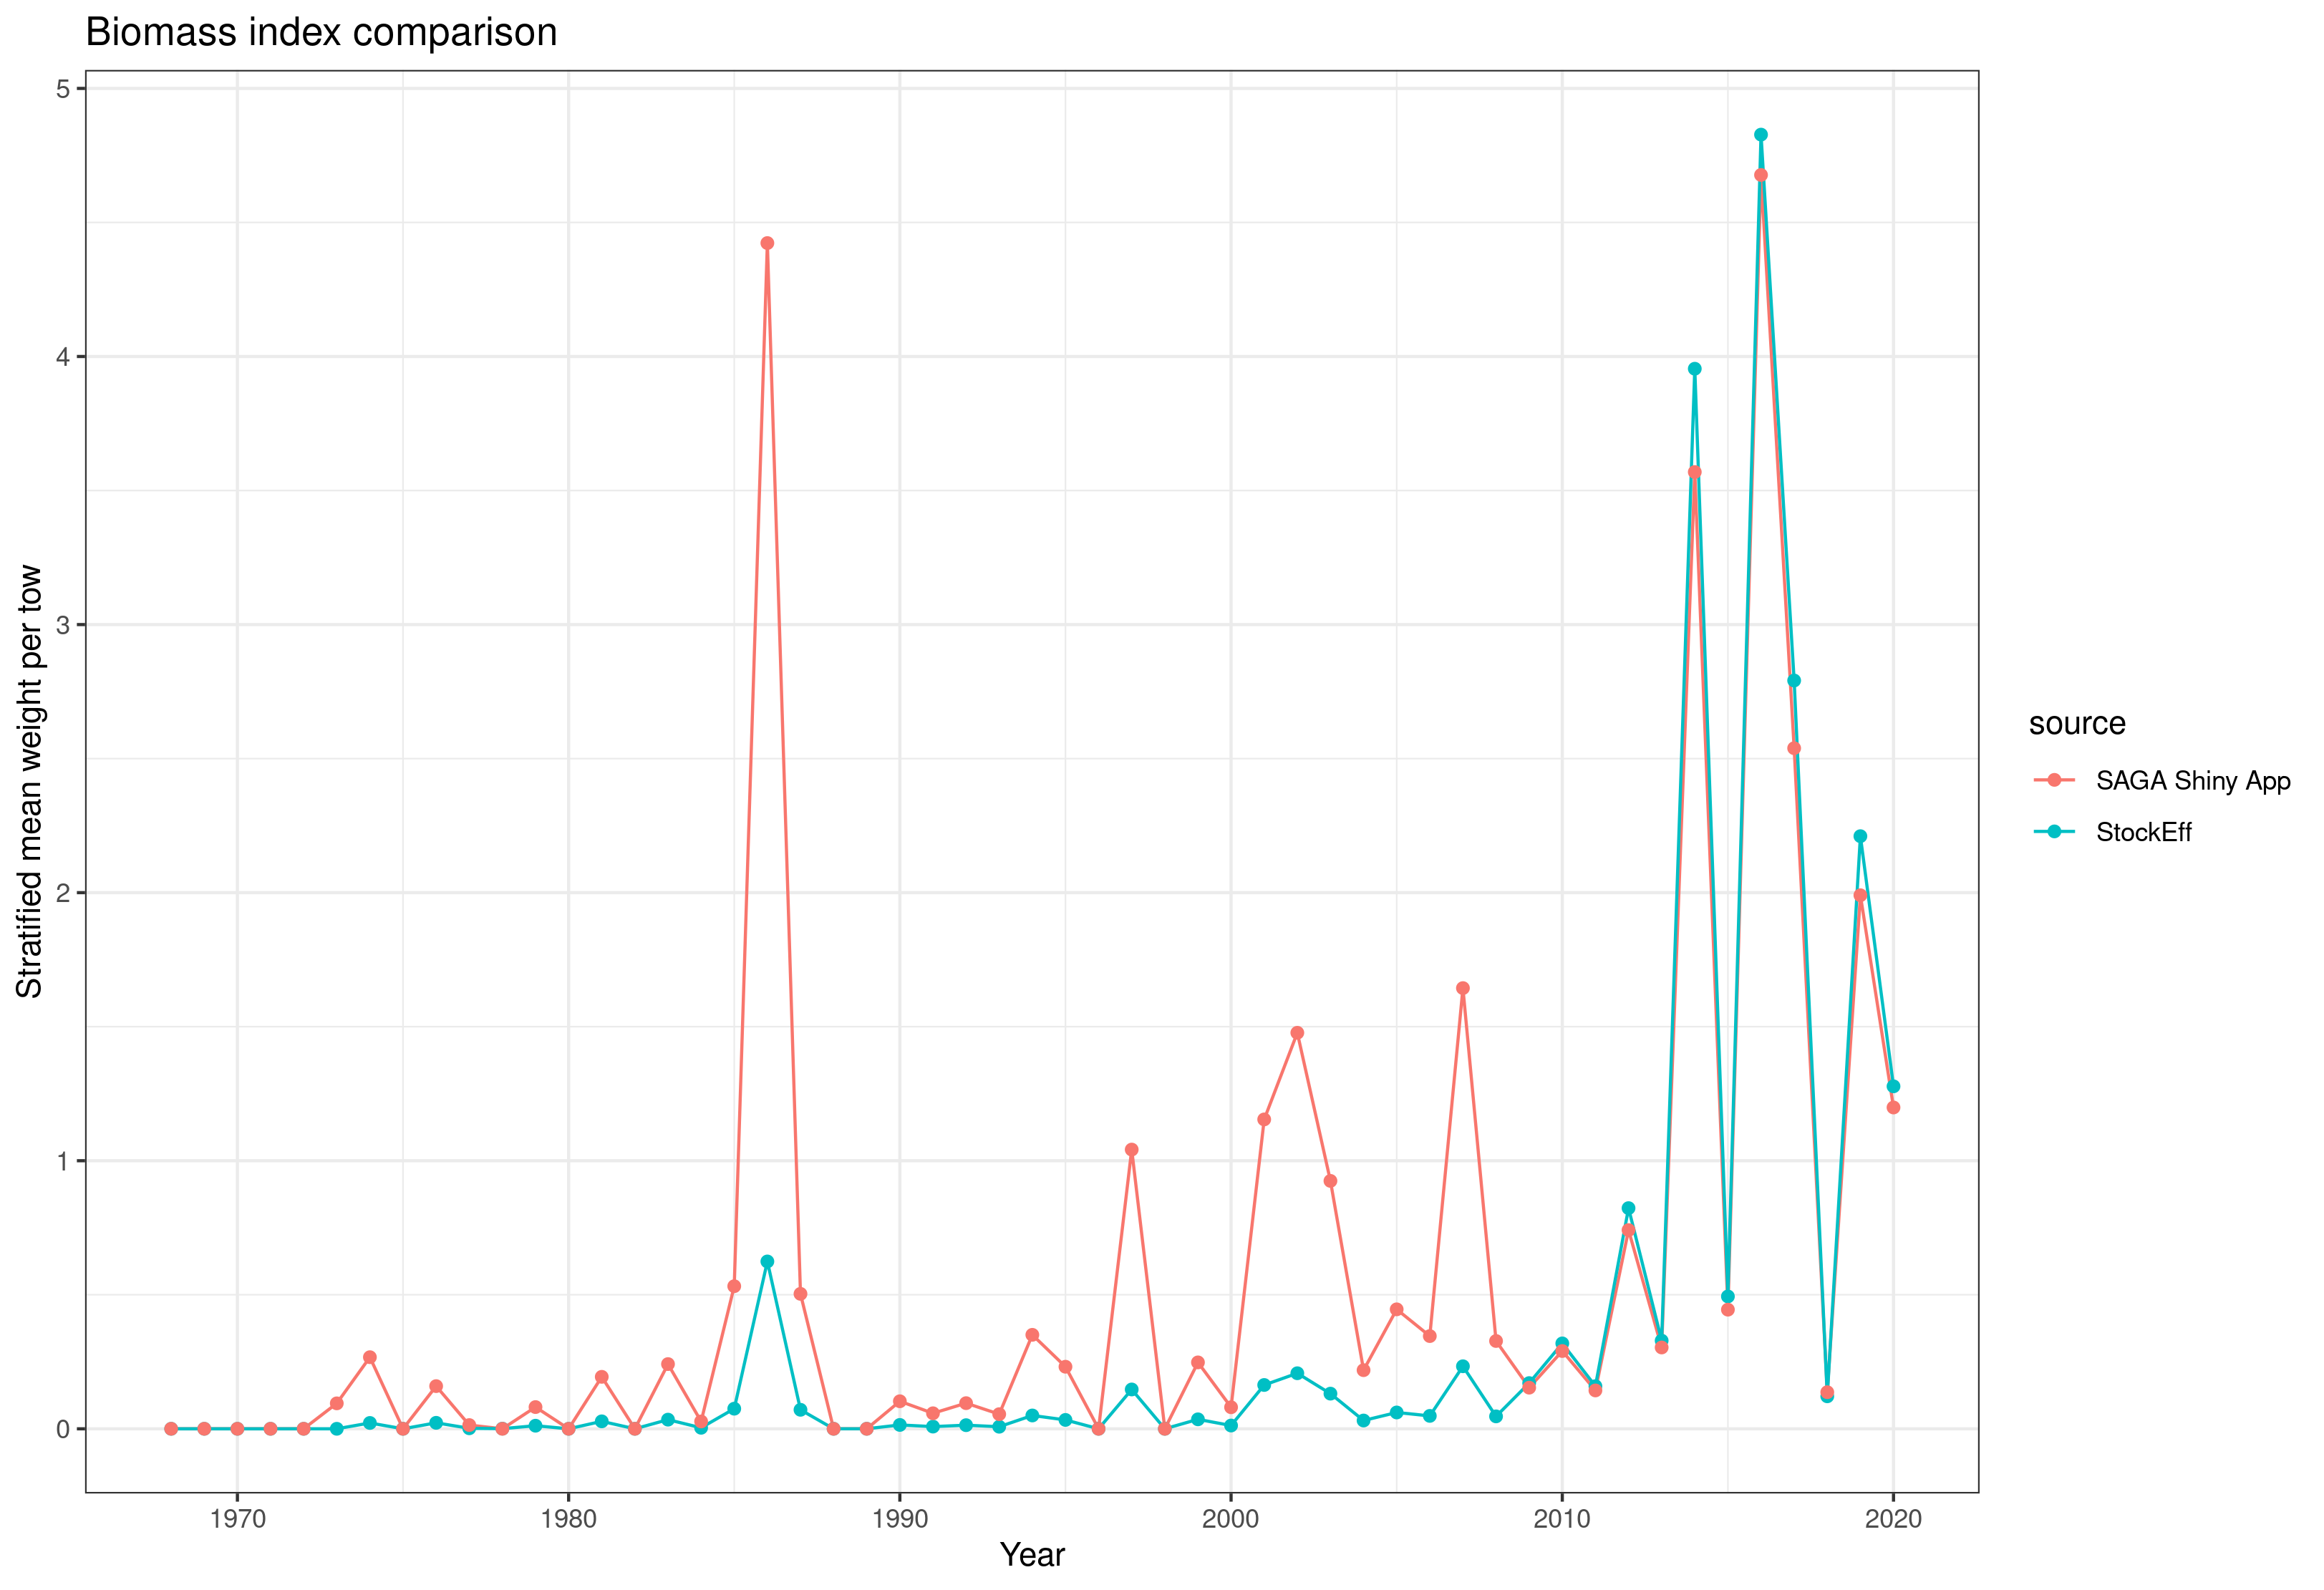 Biomass index comparison
5
4
3
2
1
0
Stratified mean weight per tow
1970 1980 1990 2000 2010 2020
Year
source
SAGA Shiny App
StockEff